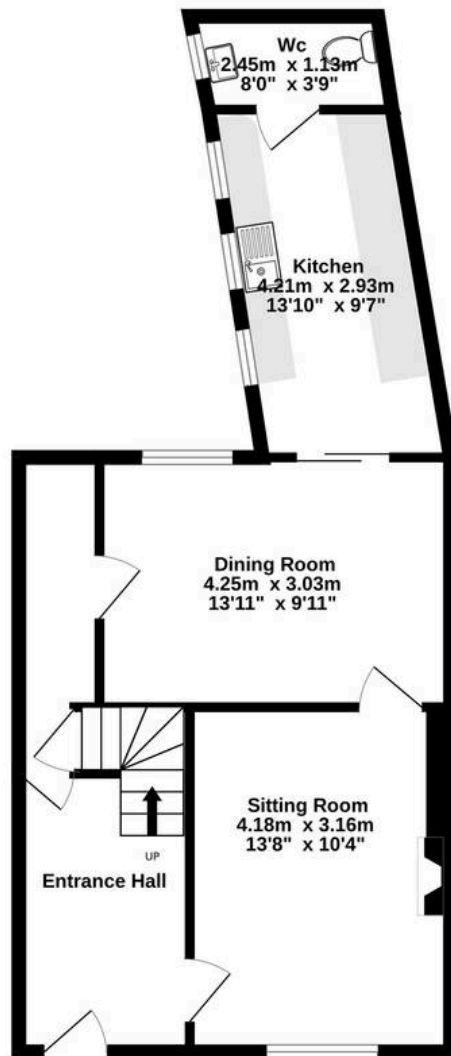 Wc
2.45m x 1.13m
8'0" x 3'9"
Kitchen
4.21m x 2.93m
13'10" x 9'7"
Dining Room
4.25m x 3.03m
13'11" x 9'11"
Sitting Room
4.18m x 3.16m
13'8" x 10'4"
UP
Entrance Hall